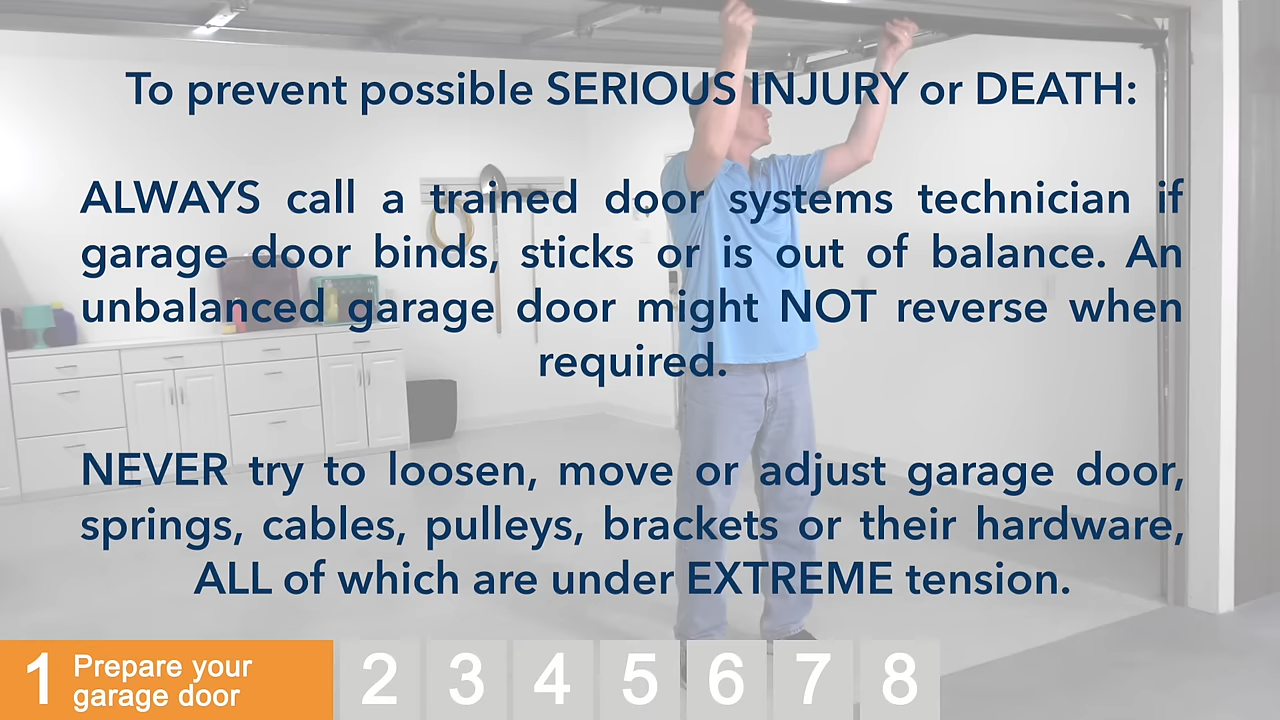 To prevent possible SERIOUS INJURY or DEATH:
ALWAYS call a trained door systems technician if
garage door binds, sticks or is out of balance. An
unbalanced garage door might NOT reverse when
required.
NEVER try to loosen, move or adjust garage door,
springs, cables, pulleys, brackets or their hardware,
ALL of which are under EXTREME tension.
1 Prepare your
garage door
2 3 4 5 6 7 8